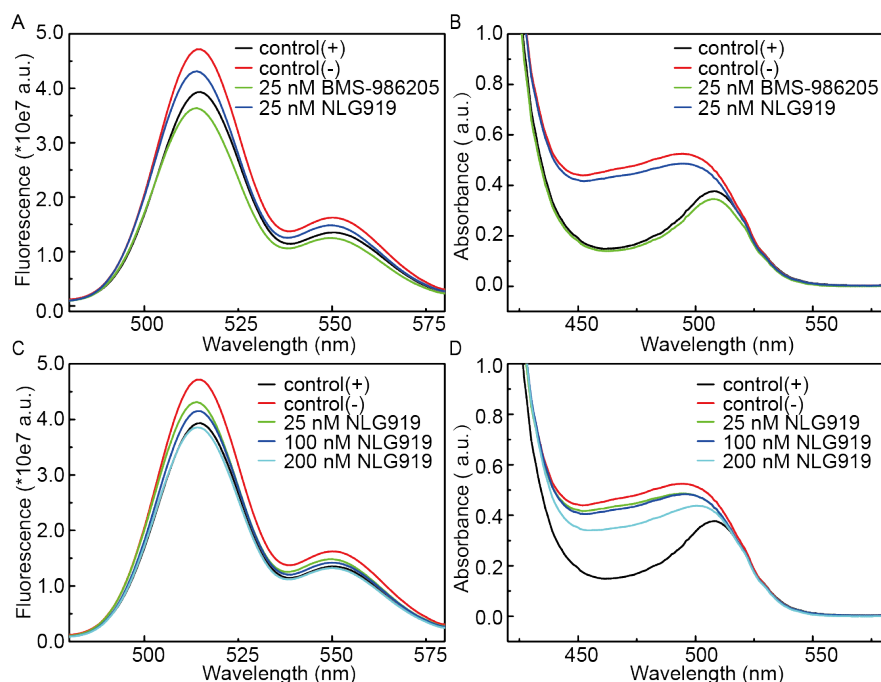 A
5.0
4.0
3.0
2.0
1.0
0.0
Fluorescence (*10e7 a.u.)
control(+)
control(-)
25 nM BMS-986205
25 nM NLG919
500
525
550
575
Wavelength (nm)
B
1.0
0.8
0.6
0.4
0.2
0.0
Absorbance ( a.u.)
control(+)
control(-)
25 nM BMS-986205
25 nM NLG919
450
500
550
Wavelength (nm)
C
5.0
4.0
3.0
2.0
1.0
0.0
Fluorescence (*10e7 a.u.)
control(+)
control(-)
25 nM NLG919
100 nM NLG919
200 nM NLG919
500
525
550
575
Wavelength (nm)
D
1.0
0.8
0.6
0.4
0.2
0.0
Absorbance ( a.u.)
control(+)
control(-)
25 nM NLG919
100 nM NLG919
200 nM NLG919
450
500
550
Wavelength (nm)